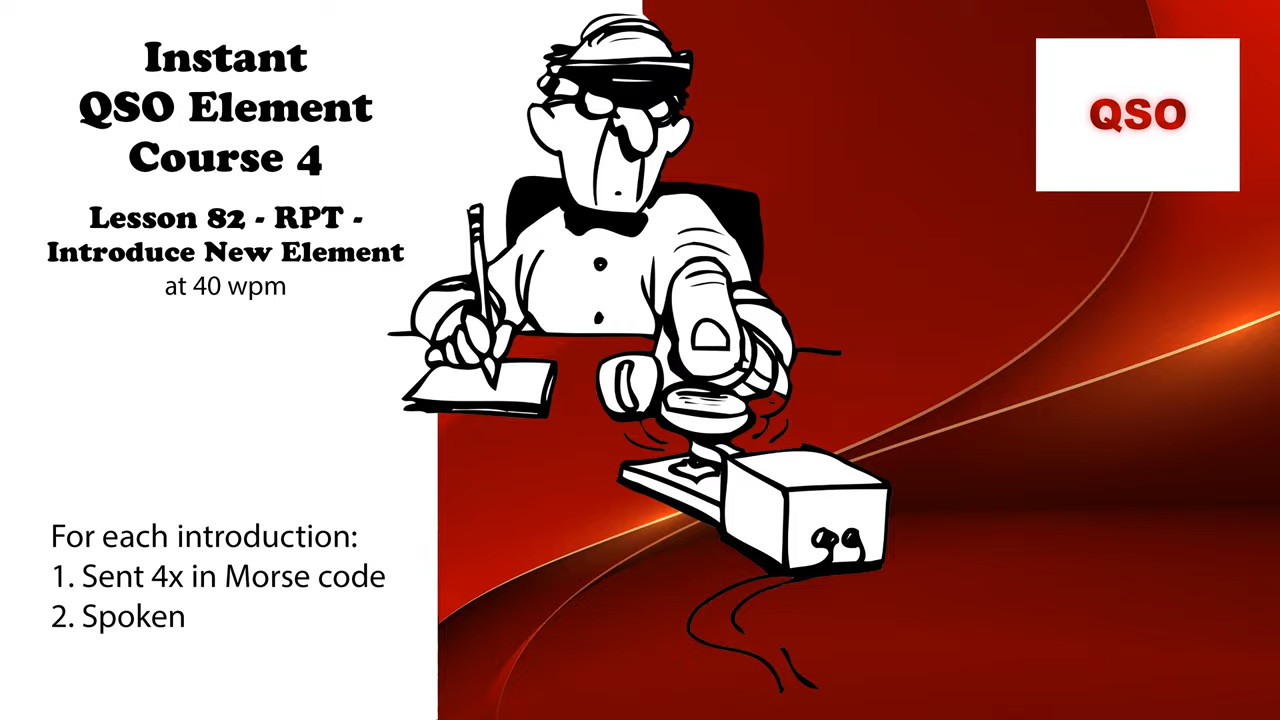 Instant
QSO Element
Course 4
Lesson 82 - RPT -
Introduce New Element
at 40 wpm
QSO
For each introduction:
1. Sent 4x in Morse code
2. Spoken